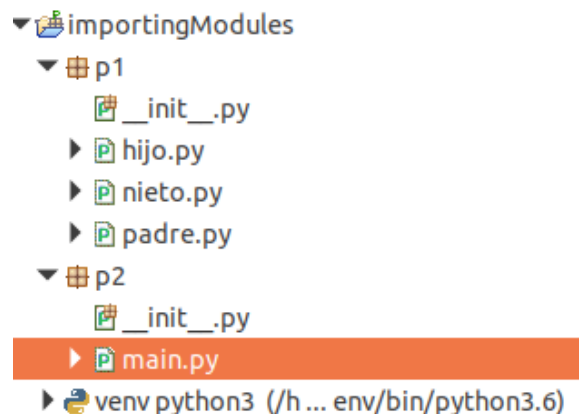 importingModules
p1
__init__.py
hijo.py
nieto.py
padre.py
p2
__init__.py
main.py
venv python3 (/h ... env/bin/python3.6)